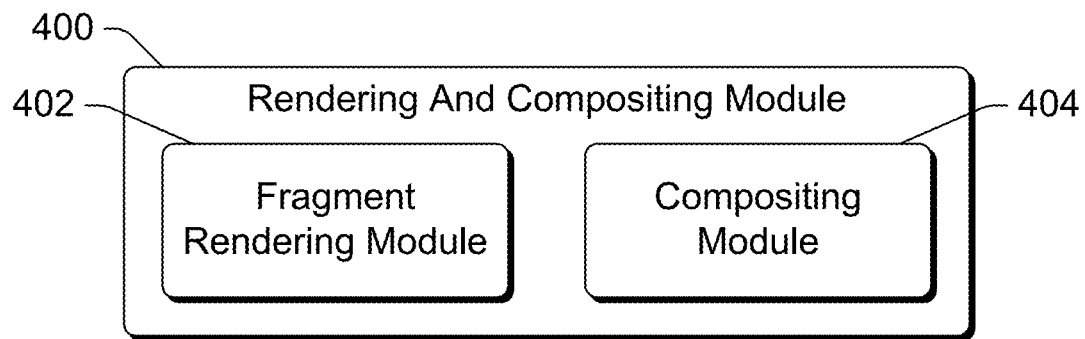 400
Rendering And Compositing Module
402
404
Fragment
Rendering Module
Compositing
Module